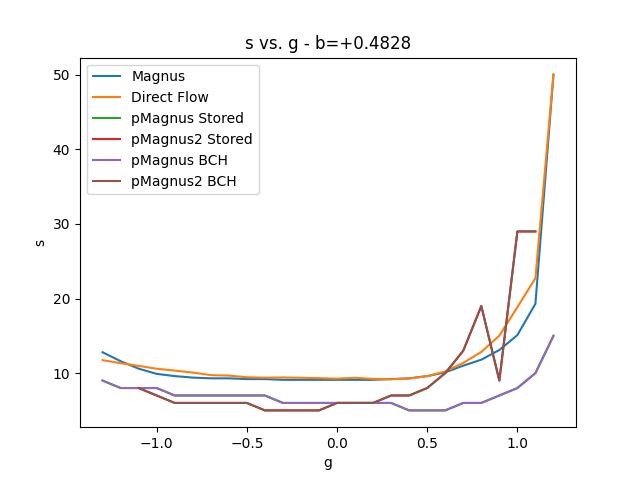 s vs. g - b=+0.4828
Magnus
Direct Flow
pMagnus Stored
pMagnus2 Stored
pMagnus BCH
pMagnus2 BCH
50
40
30
20
10
s
−1.0 −0.5 0.0 0.5 1.0
g